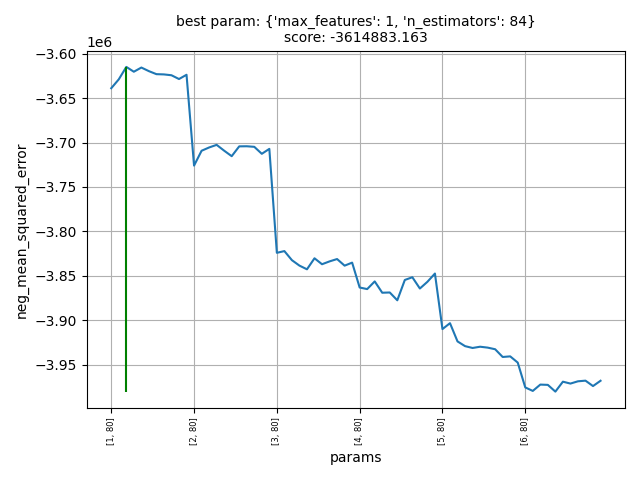 best param: {'max_features': 1, 'n_estimators': 84}
score: -3614883.163
1e6
−3.60
−3.65
−3.70
−3.75
−3.80
−3.85
−3.90
−3.95
neg_mean_squared_error
[1, 80]
[2, 80]
[3, 80]
[4, 80]
[5, 80]
[6, 80]
params